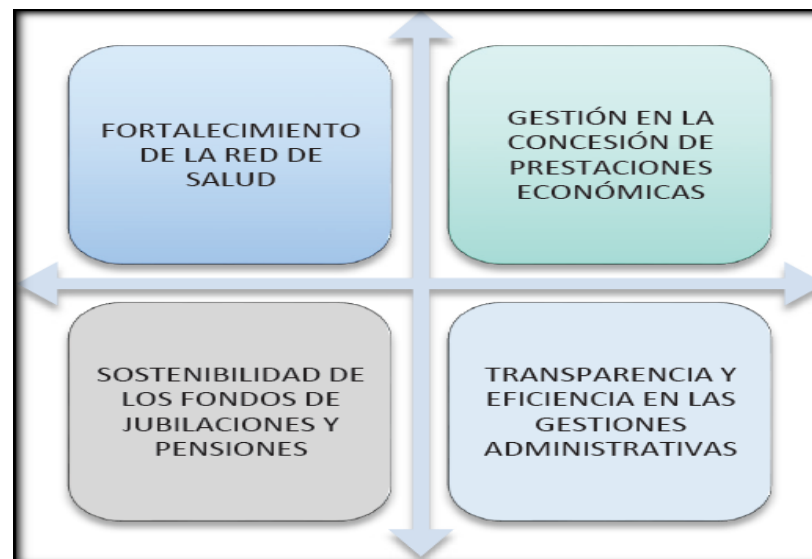 FORTALECIMIENTO
DE LA RED DE
SALUD
GESTIÓN EN LA
CONCESIÓN DE
PRESTACIONES
ECONÓMICAS
SOSTENIBILIDAD DE
LOS FONDOS DE
JUBILACIONES Y
PENSIONES
TRANSPARENCIA Y
EFICIENCIA EN LAS
GESTIONES
ADMINISTRATIVAS